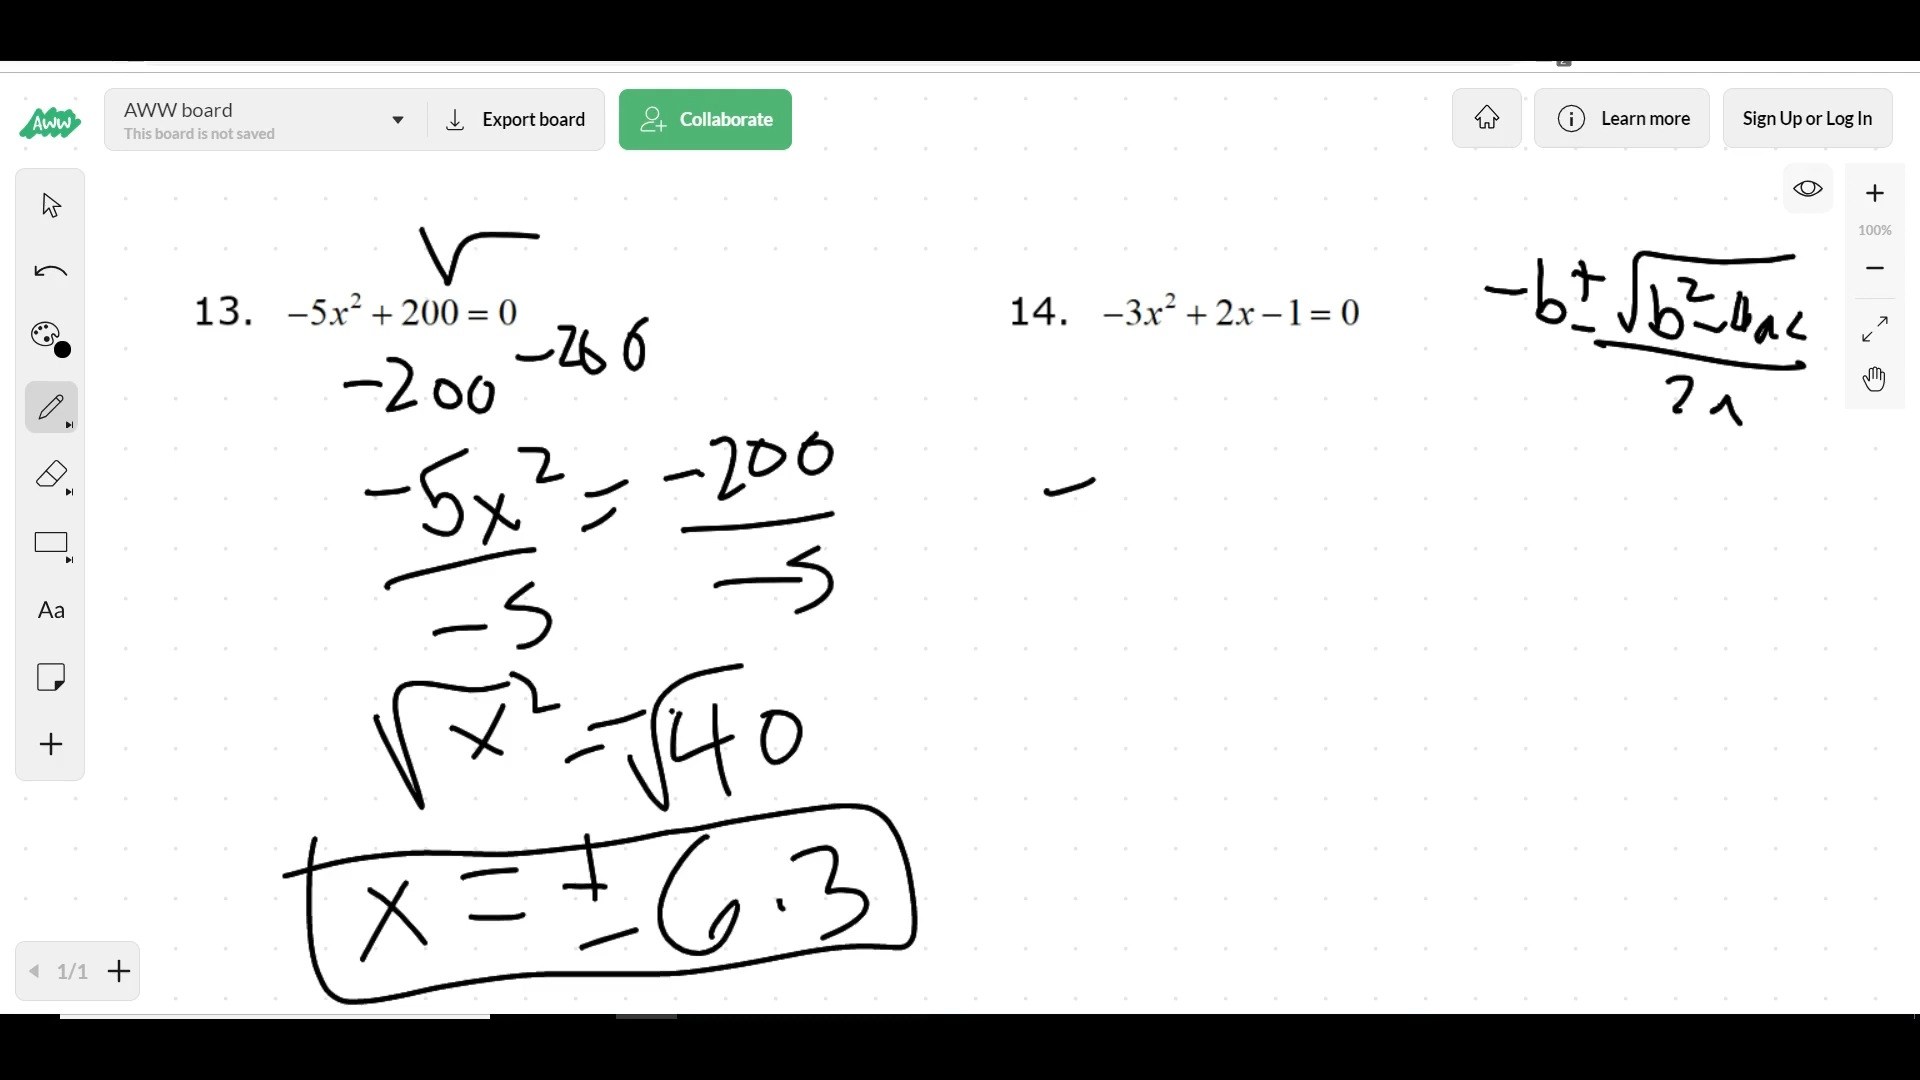 AWW
AWW board
This board is not saved
Export board
Collaborate
Learn more
Sign Up or Log In
100%
Aa
1/1
√
13. −5x² + 200 = 0
−200 −200
−5x² = −200
−5 −5
√x² = √40
x = ± 6.3
14. −3x² + 2x − 1 = 0
−b ± √b² − 4ac
2a
−